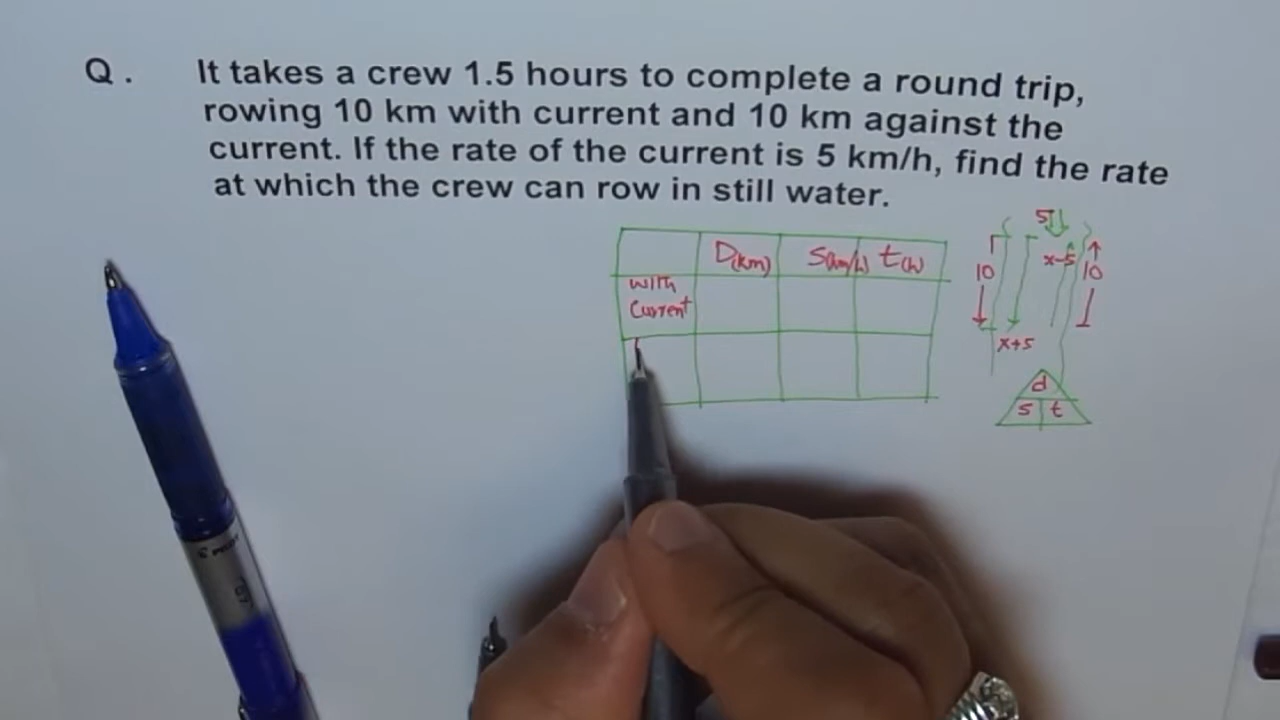 Q. It takes a crew 1.5 hours to complete a round trip,
rowing 10 km with current and 10 km against the
current. If the rate of the current is 5 km/h, find the rate
at which the crew can row in still water.
D(km) S(km/h) t(h)
with
Current
5
10
x-5
10
x+5
d
s t
PILOT